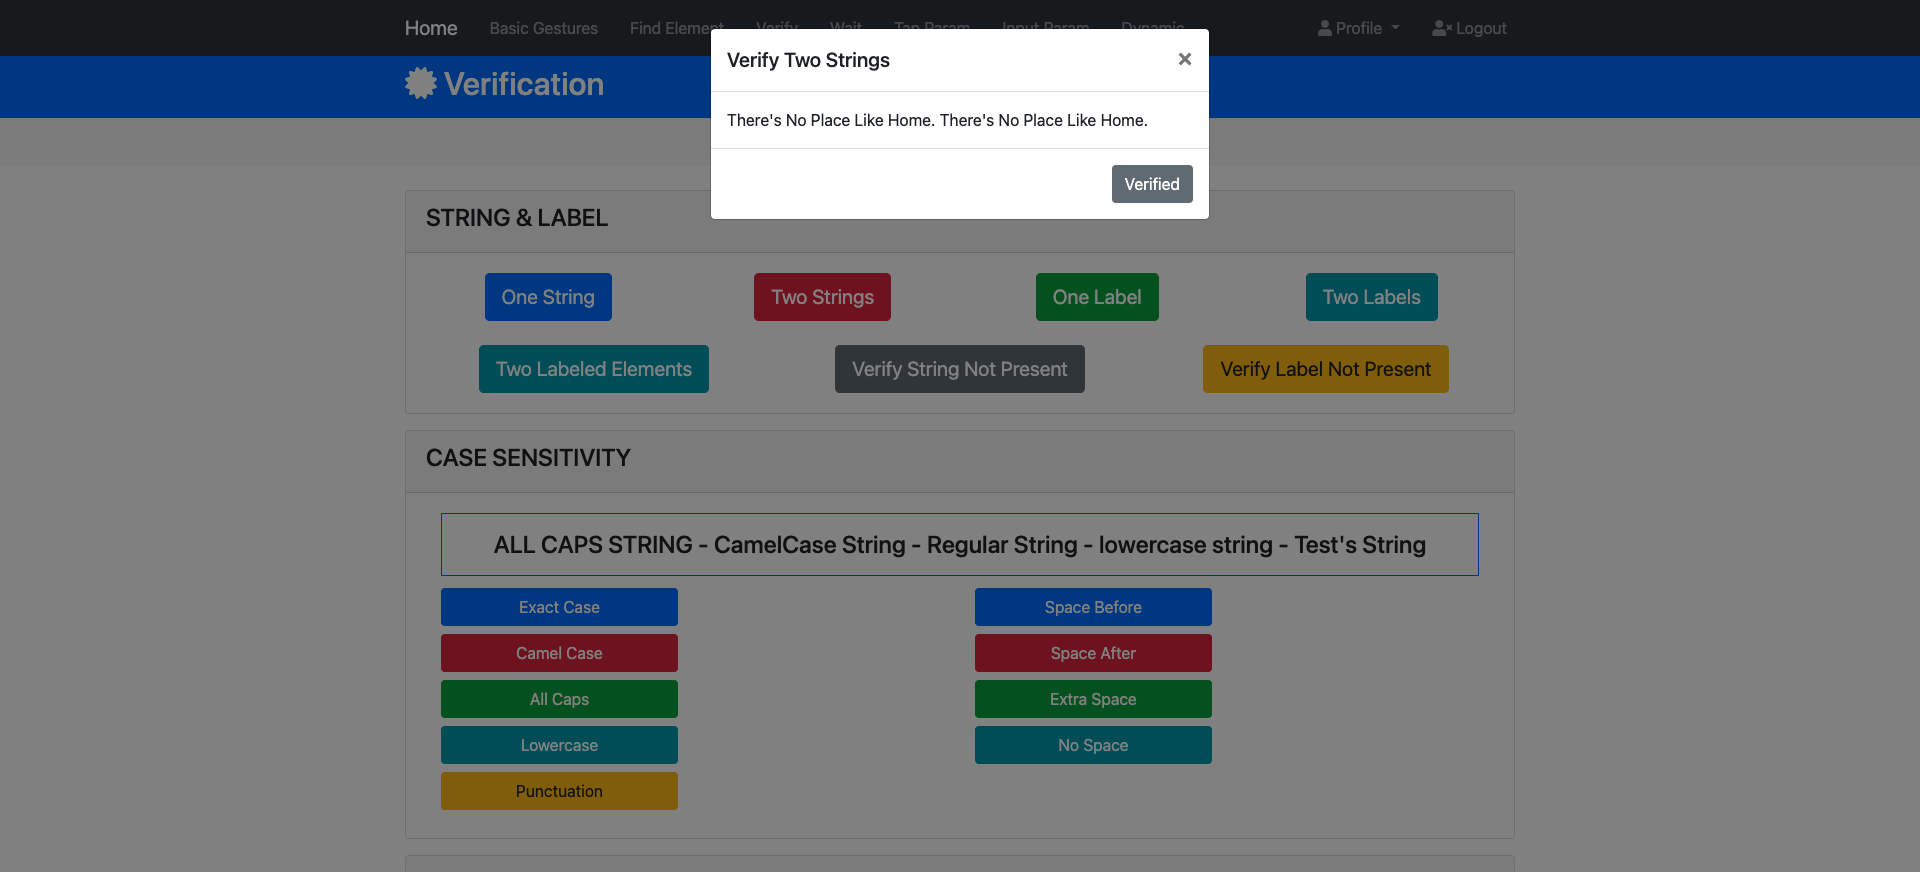 Home Basic Gestures Find Element Verify Wait Tap Param Input Param Dynamic Profile Logout
Verify Two Strings ×
Verification
There's No Place Like Home. There's No Place Like Home.
Verified
STRING & LABEL
One String Two Strings One Label Two Labels
Two Labeled Elements Verify String Not Present Verify Label Not Present
CASE SENSITIVITY
ALL CAPS STRING - CamelCase String - Regular String - lowercase string - Test's String
Exact Case Space Before
Camel Case Space After
All Caps Extra Space
Lowercase No Space
Punctuation